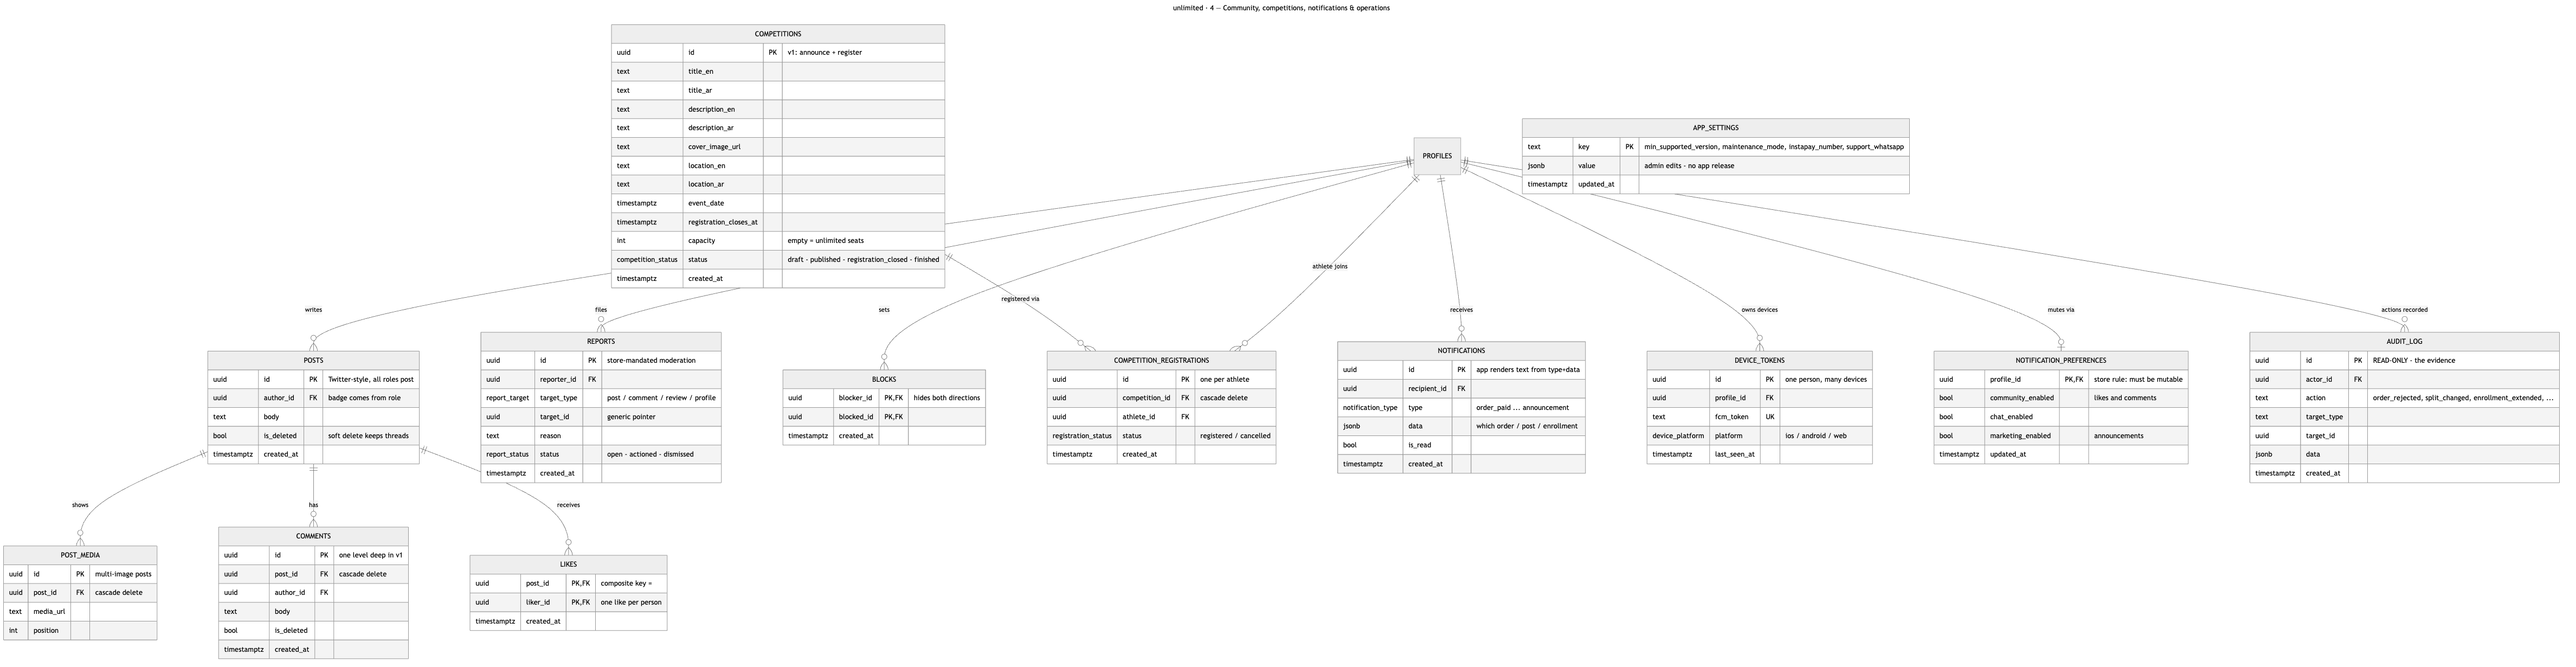 unlimited · 4 — Community, competitions, notifications & operations
COMPETITIONS
uuid id PK v1: announce + register
text title_en
text title_ar
text description_en
text description_ar
text cover_image_url
text location_en
text location_ar
timestamptz event_date
timestamptz registration_closes_at
int capacity empty = unlimited seats
competition_status status draft - published - registration_closed - finished
timestamptz created_at
PROFILES
APP_SETTINGS
text key PK min_supported_version, maintenance_mode, instapay_number, support_whatsapp
jsonb value admin edits - no app release
timestamptz updated_at
writes
files
sets
registered via
athlete joins
receives
owns devices
mutes via
actions recorded
POSTS
uuid id PK Twitter-style, all roles post
uuid author_id FK badge comes from role
text body
bool is_deleted soft delete keeps threads
timestamptz created_at
REPORTS
uuid id PK store-mandated moderation
uuid reporter_id FK
report_target target_type post / comment / review / profile
uuid target_id generic pointer
text reason
report_status status open - actioned - dismissed
timestamptz created_at
BLOCKS
uuid blocker_id PK,FK hides both directions
uuid blocked_id PK,FK
timestamptz created_at
COMPETITION_REGISTRATIONS
uuid id PK one per athlete
uuid competition_id FK cascade delete
uuid athlete_id FK
registration_status status registered / cancelled
timestamptz created_at
NOTIFICATIONS
uuid id PK app renders text from type+data
uuid recipient_id FK
notification_type type order_paid ... announcement
jsonb data which order / post / enrollment
bool is_read
timestamptz created_at
DEVICE_TOKENS
uuid id PK one person, many devices
uuid profile_id FK
text fcm_token UK
device_platform platform ios / android / web
timestamptz last_seen_at
NOTIFICATION_PREFERENCES
uuid profile_id PK,FK store rule: must be mutable
bool community_enabled likes and comments
bool chat_enabled
bool marketing_enabled announcements
timestamptz updated_at
AUDIT_LOG
uuid id PK READ-ONLY - the evidence
uuid actor_id FK
text action order_rejected, split_changed, enrollment_extended, ...
text target_type
uuid target_id
jsonb data
timestamptz created_at
shows
has
receives
POST_MEDIA
uuid id PK multi-image posts
uuid post_id FK cascade delete
text media_url
int position
COMMENTS
uuid id PK one level deep in v1
uuid post_id FK cascade delete
uuid author_id FK
text body
bool is_deleted
timestamptz created_at
LIKES
uuid post_id PK,FK composite key =
uuid liker_id PK,FK one like per person
timestamptz created_at